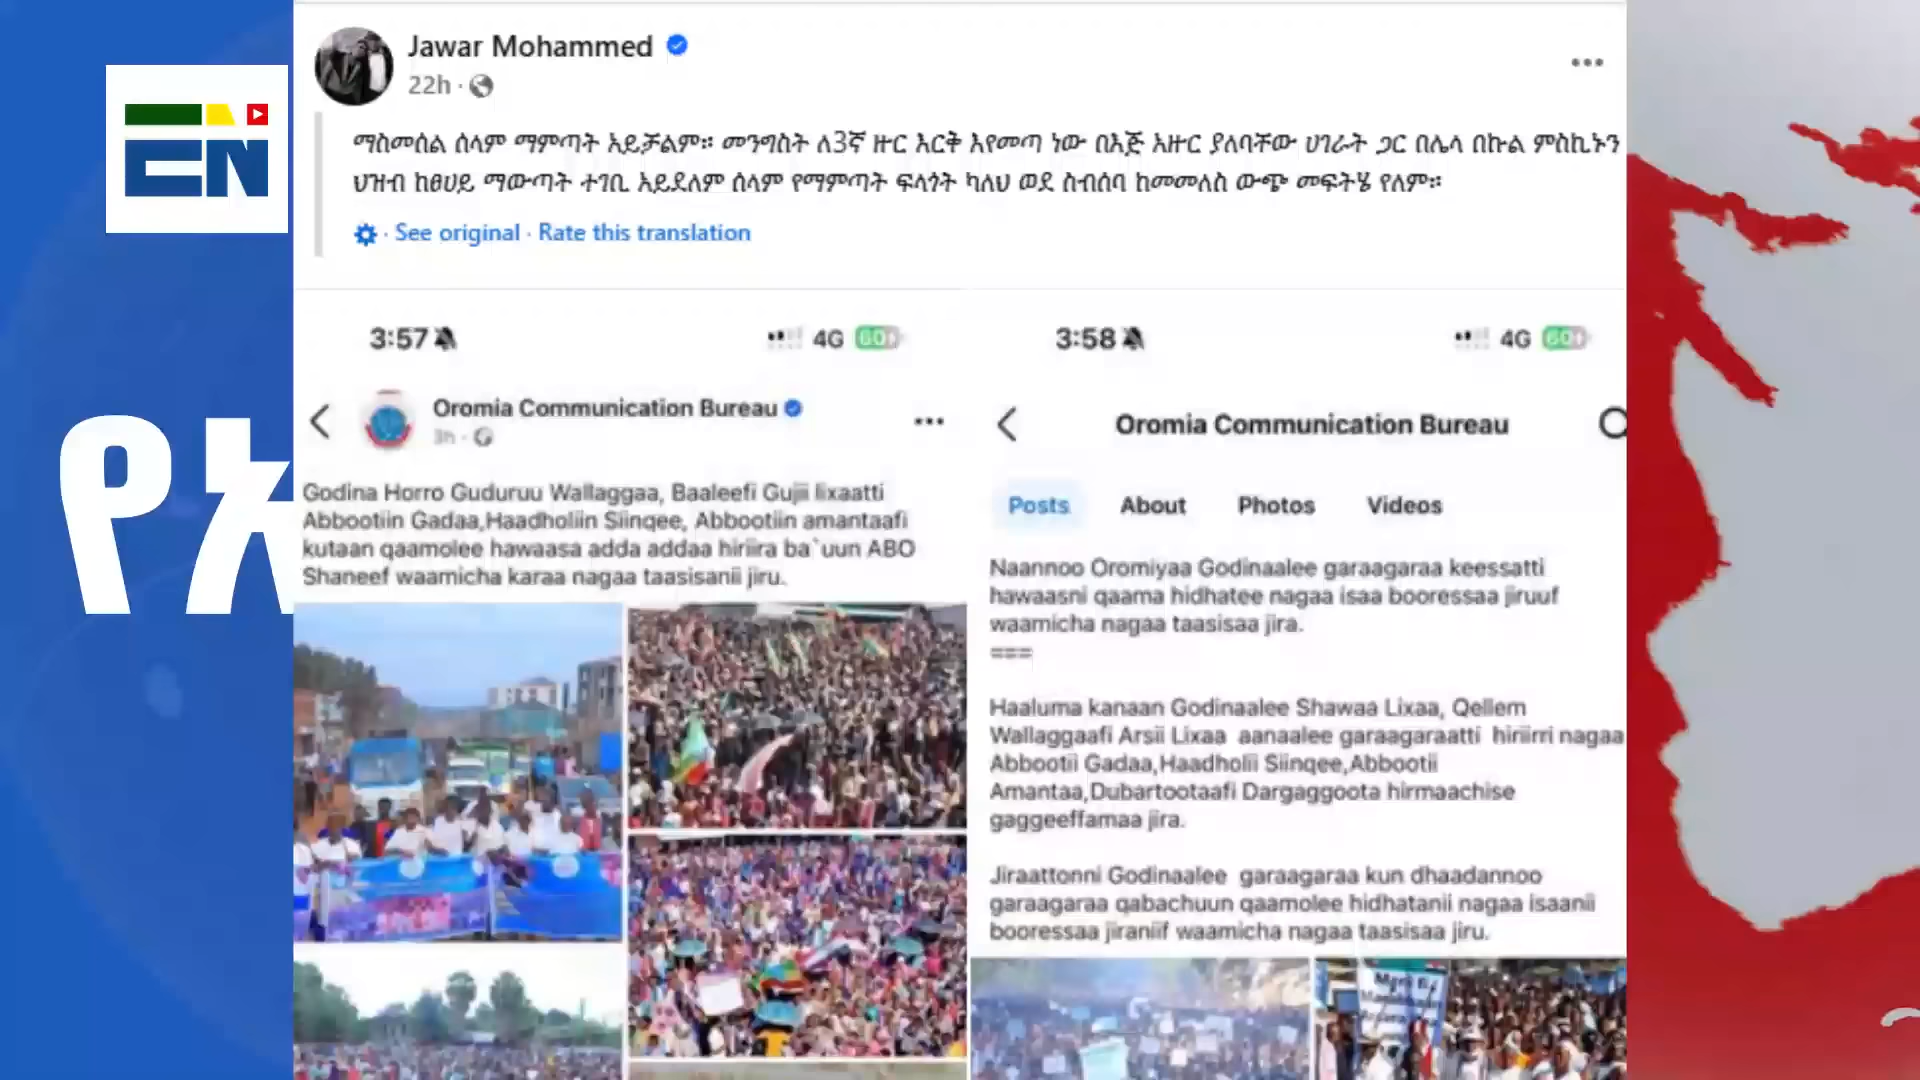 EN
የአ
Jawar Mohammed
22h ·
ማስመሰል ሰላም ማምጣት አይቻልም። መንግስት ለ3ኛ ዙር እርቅ እየመጣ ነው በእጅ አዙር ያለባቸው ሀገራት ጋር በሌላ በኩል ምስኪኑን
ህዝብ ከፀሀይ ማውጣት ተገቢ አይደለም ሰላም የማምጣት ፍላጎት ካለህ ወደ ስብሰባ ከመመለስ ውጭ መፍትሄ የለም።
· See original · Rate this translation
3:57 4G 60
Oromia Communication Bureau
3h ·
Godina Horro Guduruu Wallaggaa, Baaleefi Gujii lixaatti
Abbootiin Gadaa,Haadholiin Siinqee, Abbootiin amantaafi
kutaan qaamolee hawaasa adda addaa hiriira ba`uun ABO
Shaneef waamicha karaa nagaa taasisanii jiru.
3:58 4G 60
Oromia Communication Bureau
Posts About Photos Videos
Naannoo Oromiyaa Godinaalee garaagaraa keessatti
hawaasni qaama hidhatee nagaa isaa booressaa jiruuf
waamicha nagaa taasisaa jira.
===
Haaluma kanaan Godinaalee Shawaa Lixaa, Qellem
Wallaggaafi Arsii Lixaa aanaalee garaagaraatti hiriirri nagaa
Abbootii Gadaa,Haadholii Siinqee,Abbootii
Amantaa,Dubartootaafi Dargaggoota hirmaachise
gaggeeffamaa jira.
Jiraattonni Godinaalee garaagaraa kun dhaadannoo
garaagaraa qabachuun qaamolee hidhatanii nagaa isaanii
booressaa jiraniif waamicha nagaa taasisaa jiru.